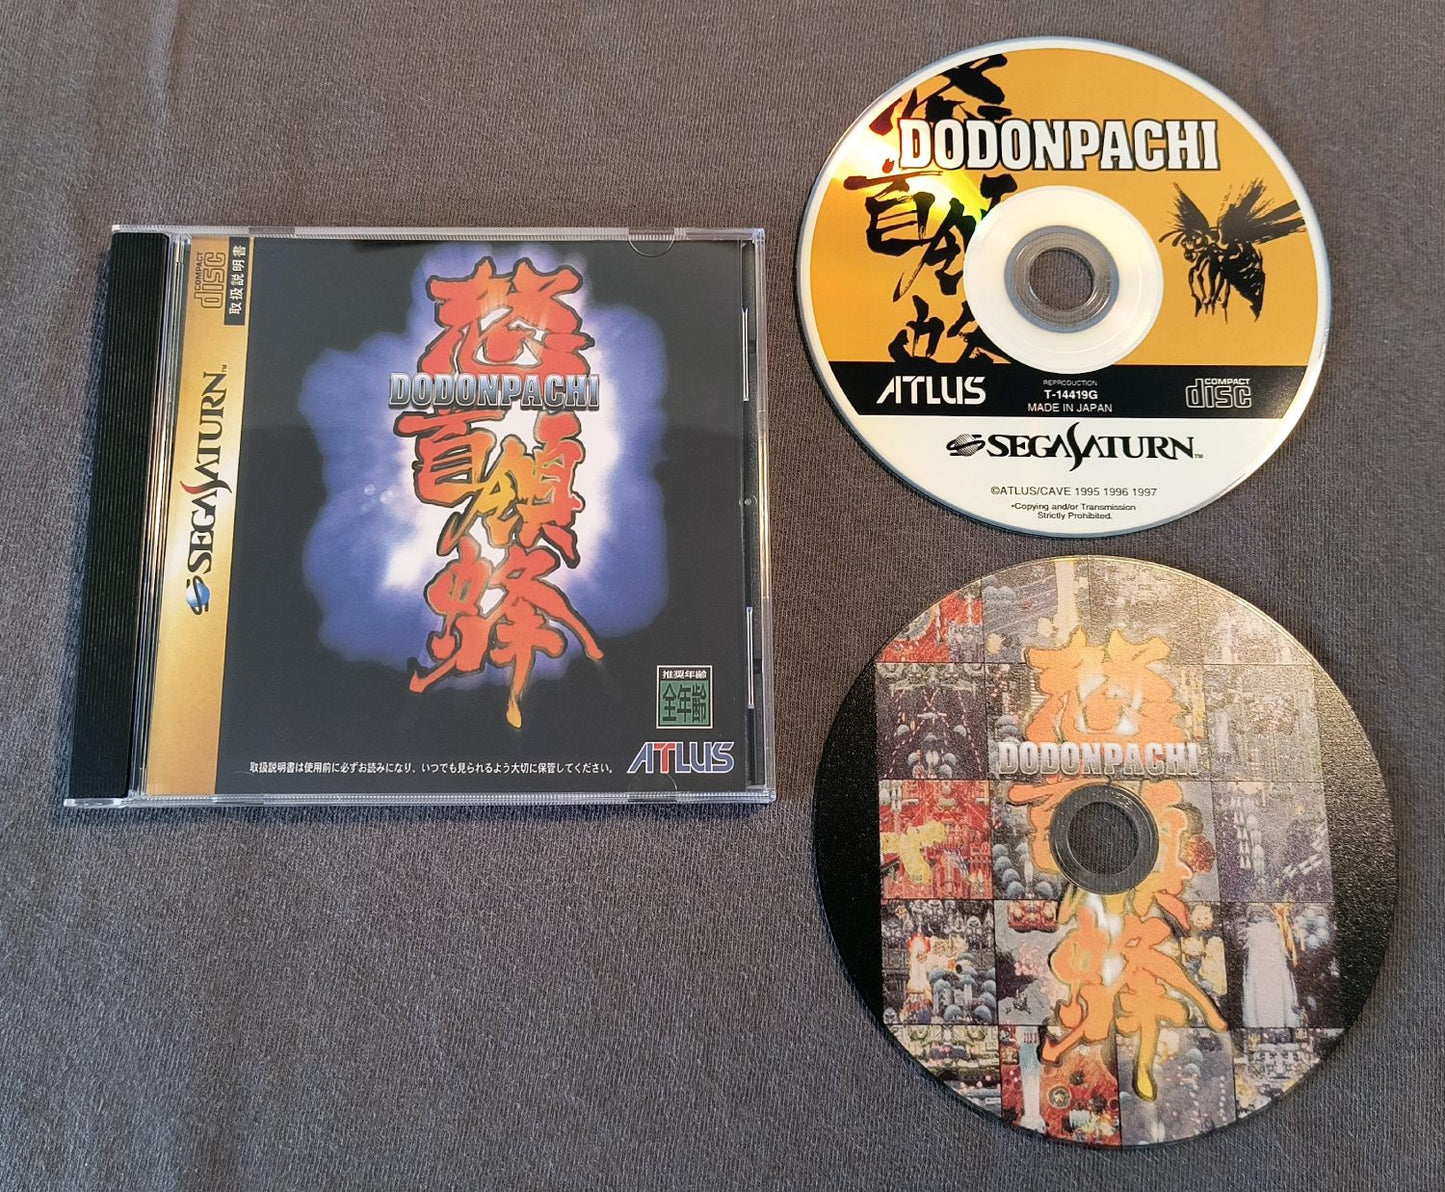 COMPACT
disc
取扱説明書
SEGA SATURN™
怒
DODONPACHI
首領
蜂
推奨年齢
全年齢
取扱説明書は使用前に必ずお読みになり、いつでも見られるよう大切に保管してください。
ATLUS
怒
DODONPACHI
首領
蜂
ATLUS
REPRODUCTION
T-14419G
MADE IN JAPAN
COMPACT
disc
SEGA SATURN™
©ATLUS/CAVE 1995 1996 1997
•Copying and/or Transmission
Strictly Prohibited.
怒
DODONPACHI
首領
蜂